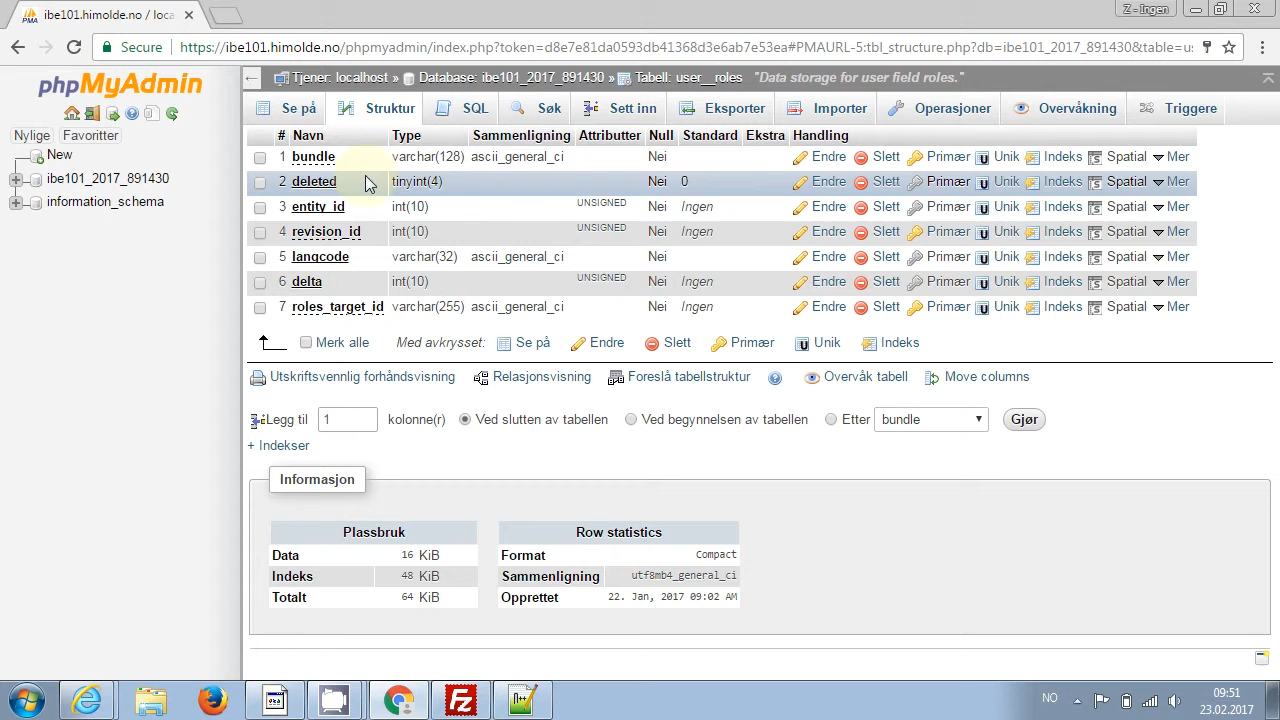 ibe101.himolde.no / loca
Z - Ingen
Secure https://ibe101.himolde.no/phpmyadmin/index.php?token=d8e7e81da0593db41368d3e6ab7e53ea#PMAURL-5:tbl_structure.php?db=ibe101_2017_891430&table=us
phpMyAdmin
Nylige Favoritter
New
ibe101_2017_891430
information_schema
Tjener: localhost » Database: ibe101_2017_891430 » Tabell: user__roles "Data storage for user field roles."
Se på Struktur SQL Søk Sett inn Eksporter Importer Operasjoner Overvåkning Triggere
# Navn Type Sammenligning Attributter Null Standard Ekstra Handling
1 bundle varchar(128) ascii_general_ci Nei Endre Slett Primær Unik Indeks Spatial Mer
2 deleted tinyint(4) Nei 0 Endre Slett Primær Unik Indeks Spatial Mer
3 entity_id int(10) UNSIGNED Nei Ingen Endre Slett Primær Unik Indeks Spatial Mer
4 revision_id int(10) UNSIGNED Nei Ingen Endre Slett Primær Unik Indeks Spatial Mer
5 langcode varchar(32) ascii_general_ci Nei Endre Slett Primær Unik Indeks Spatial Mer
6 delta int(10) UNSIGNED Nei Ingen Endre Slett Primær Unik Indeks Spatial Mer
7 roles_target_id varchar(255) ascii_general_ci Nei Endre Slett Primær Unik Indeks Spatial Mer
Merk alle Med avkrysset: Se på Endre Slett Primær Unik Indeks
Utskriftsvennlig forhåndsvisning Relasjonsvisning Foreslå tabellstruktur Overvåk tabell Move columns
Legg til 1 kolonne(r) Ved slutten av tabellen Ved begynnelsen av tabellen Etter bundle Gjør
+ Indekser
Informasjon
Plassbruk
Data 16 KiB
Indeks 48 KiB
Totalt 64 KiB
Row statistics
Format Compact
Sammenligning utf8mb4_general_ci
Opprettet 22. Jan, 2017 09:02 AM
NO
09:51
23.02.2017